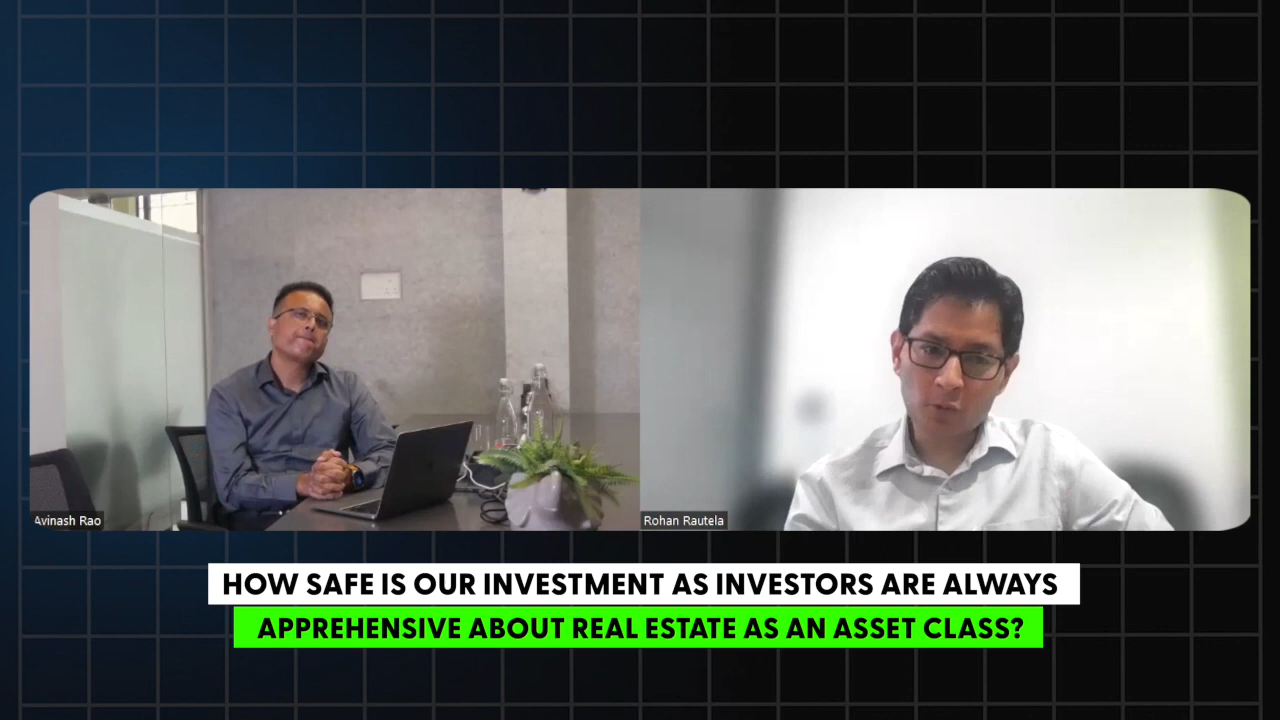 Avinash Rao
Rohan Rautela
HOW SAFE IS OUR INVESTMENT AS INVESTORS ARE ALWAYS
APPREHENSIVE ABOUT REAL ESTATE AS AN ASSET CLASS?